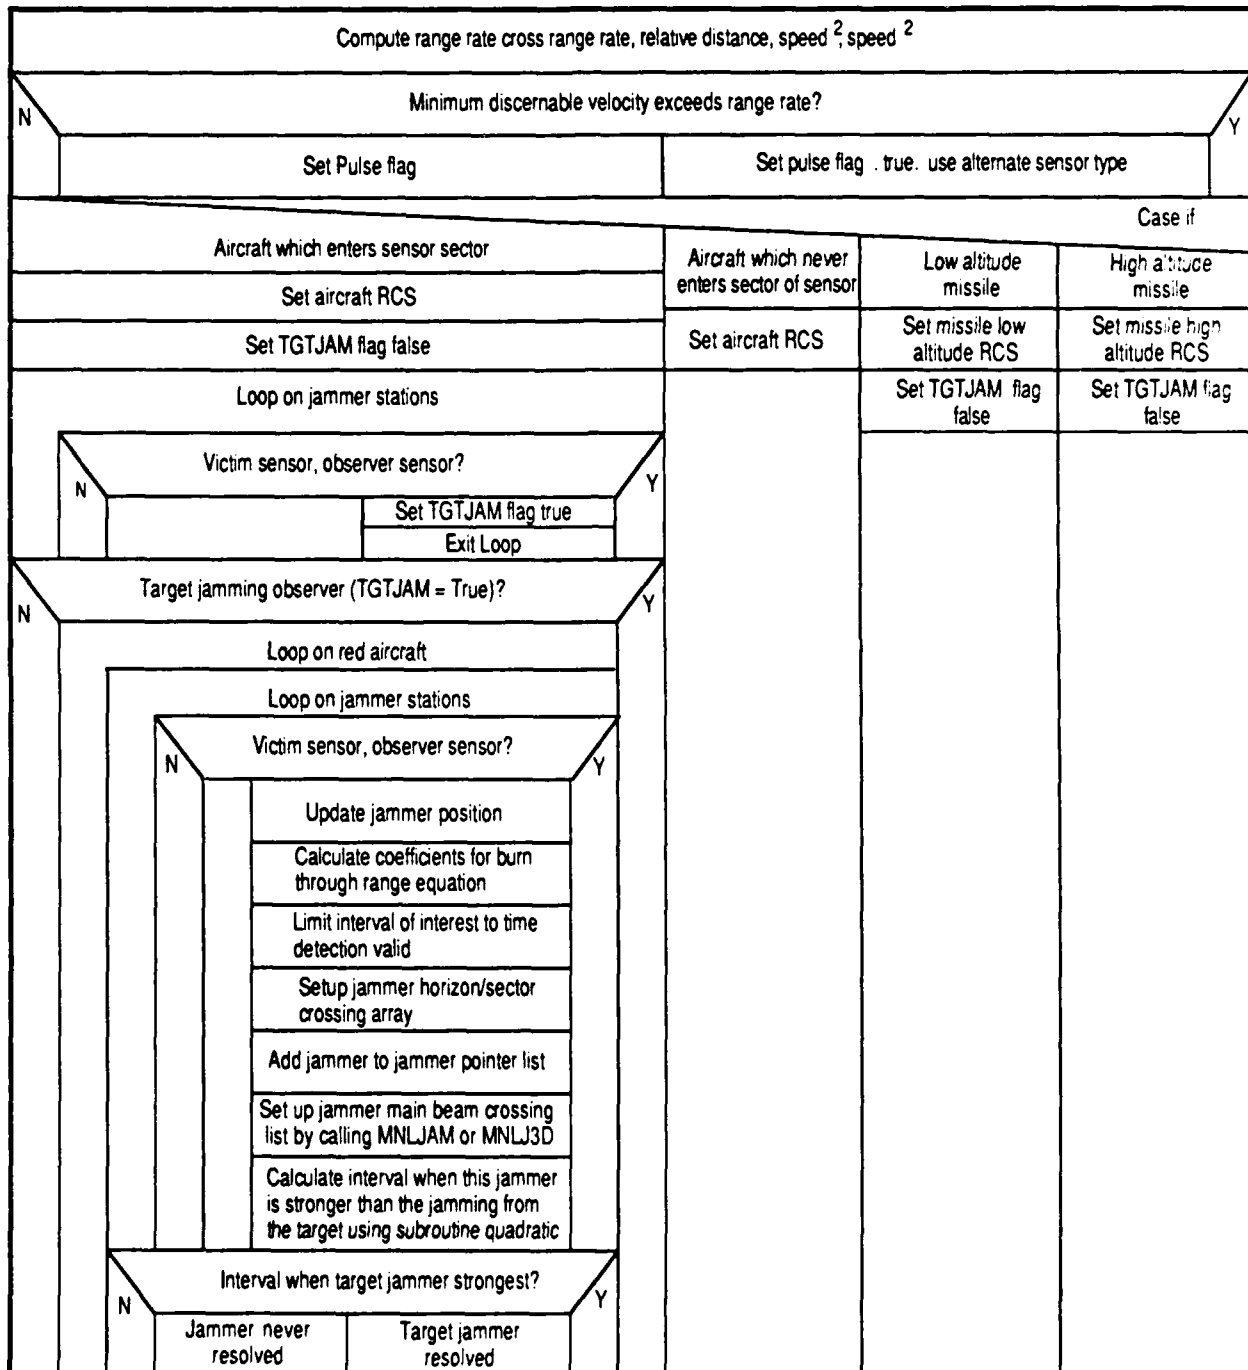 Compute range rate cross range rate, relative distance, speed 2, speed 2
Minimum discernable velocity exceeds range rate?
N
Y
Set Pulse flag
Set pulse flag . true. use alternate sensor type
Case if
Aircraft which enters sensor sector
Aircraft which never
enters sector of sensor
Low altitude
missile
High altitude
missile
Set aircraft RCS
Set TGTJAM flag false
Set aircraft RCS
Set missile low
altitude RCS
Set missile high
altitude RCS
Loop on jammer stations
Set TGTJAM flag
false
Set TGTJAM flag
false
Victim sensor, observer sensor?
N
Y
Set TGTJAM flag true
Exit Loop
Target jamming observer (TGTJAM = True)?
N
Y
Loop on red aircraft
Loop on jammer stations
Victim sensor, observer sensor?
N
Y
Update jammer position
Calculate coefficients for burn
through range equation
Limit interval of interest to time
detection valid
Setup jammer horizon/sector
crossing array
Add jammer to jammer pointer list
Set up jammer main beam crossing
list by calling MNLJAM or MNLJ3D
Calculate interval when this jammer
is stronger than the jamming from
the target using subroutine quadratic
Interval when target jammer strongest?
N
Y
Jammer never
resolved
Target jammer
resolved